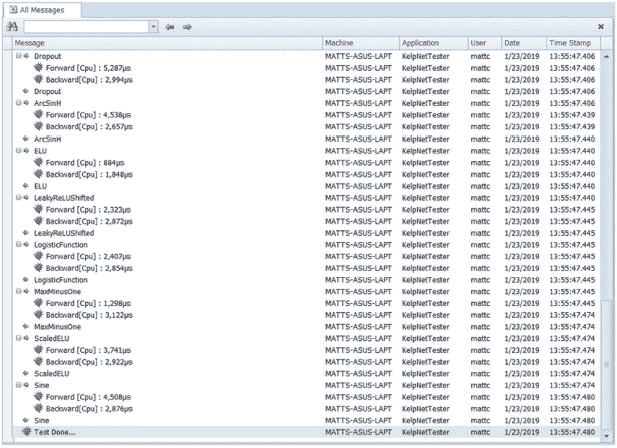 All Messages
Message Machine Application User Date Time Stamp
Dropout MATTS-ASUS-LAPT KelpNetTester mattc 1/23/2019 13:55:47.406
Forward [Cpu] : 5,287µs MATTS-ASUS-LAPT KelpNetTester mattc 1/23/2019 13:55:47.406
Backward[Cpu] : 2,994µs MATTS-ASUS-LAPT KelpNetTester mattc 1/23/2019 13:55:47.406
Dropout MATTS-ASUS-LAPT KelpNetTester mattc 1/23/2019 13:55:47.406
ArcSinH MATTS-ASUS-LAPT KelpNetTester mattc 1/23/2019 13:55:47.406
Forward [Cpu] : 4,538µs MATTS-ASUS-LAPT KelpNetTester mattc 1/23/2019 13:55:47.439
Backward[Cpu] : 2,657µs MATTS-ASUS-LAPT KelpNetTester mattc 1/23/2019 13:55:47.439
ArcSinH MATTS-ASUS-LAPT KelpNetTester mattc 1/23/2019 13:55:47.440
ELU MATTS-ASUS-LAPT KelpNetTester mattc 1/23/2019 13:55:47.440
Forward [Cpu] : 884µs MATTS-ASUS-LAPT KelpNetTester mattc 1/23/2019 13:55:47.440
Backward[Cpu] : 1,848µs MATTS-ASUS-LAPT KelpNetTester mattc 1/23/2019 13:55:47.440
ELU MATTS-ASUS-LAPT KelpNetTester mattc 1/23/2019 13:55:47.440
LeakyReLUShifted MATTS-ASUS-LAPT KelpNetTester mattc 1/23/2019 13:55:47.440
Forward [Cpu] : 2,323µs MATTS-ASUS-LAPT KelpNetTester mattc 1/23/2019 13:55:47.445
Backward[Cpu] : 2,872µs MATTS-ASUS-LAPT KelpNetTester mattc 1/23/2019 13:55:47.445
LeakyReLUShifted MATTS-ASUS-LAPT KelpNetTester mattc 1/23/2019 13:55:47.445
LogisticFunction MATTS-ASUS-LAPT KelpNetTester mattc 1/23/2019 13:55:47.445
Forward [Cpu] : 2,407µs MATTS-ASUS-LAPT KelpNetTester mattc 1/23/2019 13:55:47.445
Backward[Cpu] : 2,854µs MATTS-ASUS-LAPT KelpNetTester mattc 1/23/2019 13:55:47.445
LogisticFunction MATTS-ASUS-LAPT KelpNetTester mattc 1/23/2019 13:55:47.445
MaxMinusOne MATTS-ASUS-LAPT KelpNetTester mattc 1/23/2019 13:55:47.445
Forward [Cpu] : 1,298µs MATTS-ASUS-LAPT KelpNetTester mattc 1/23/2019 13:55:47.445
Backward[Cpu] : 3,122µs MATTS-ASUS-LAPT KelpNetTester mattc 1/23/2019 13:55:47.474
MaxMinusOne MATTS-ASUS-LAPT KelpNetTester mattc 1/23/2019 13:55:47.474
ScaledELU MATTS-ASUS-LAPT KelpNetTester mattc 1/23/2019 13:55:47.474
Forward [Cpu] : 3,741µs MATTS-ASUS-LAPT KelpNetTester mattc 1/23/2019 13:55:47.474
Backward[Cpu] : 2,922µs MATTS-ASUS-LAPT KelpNetTester mattc 1/23/2019 13:55:47.474
ScaledELU MATTS-ASUS-LAPT KelpNetTester mattc 1/23/2019 13:55:47.474
Sine MATTS-ASUS-LAPT KelpNetTester mattc 1/23/2019 13:55:47.474
Forward [Cpu] : 4,508µs MATTS-ASUS-LAPT KelpNetTester mattc 1/23/2019 13:55:47.480
Backward[Cpu] : 2,876µs MATTS-ASUS-LAPT KelpNetTester mattc 1/23/2019 13:55:47.480
Sine MATTS-ASUS-LAPT KelpNetTester mattc 1/23/2019 13:55:47.480
Test Done... MATTS-ASUS-LAPT KelpNetTester mattc 1/23/2019 13:55:47.480